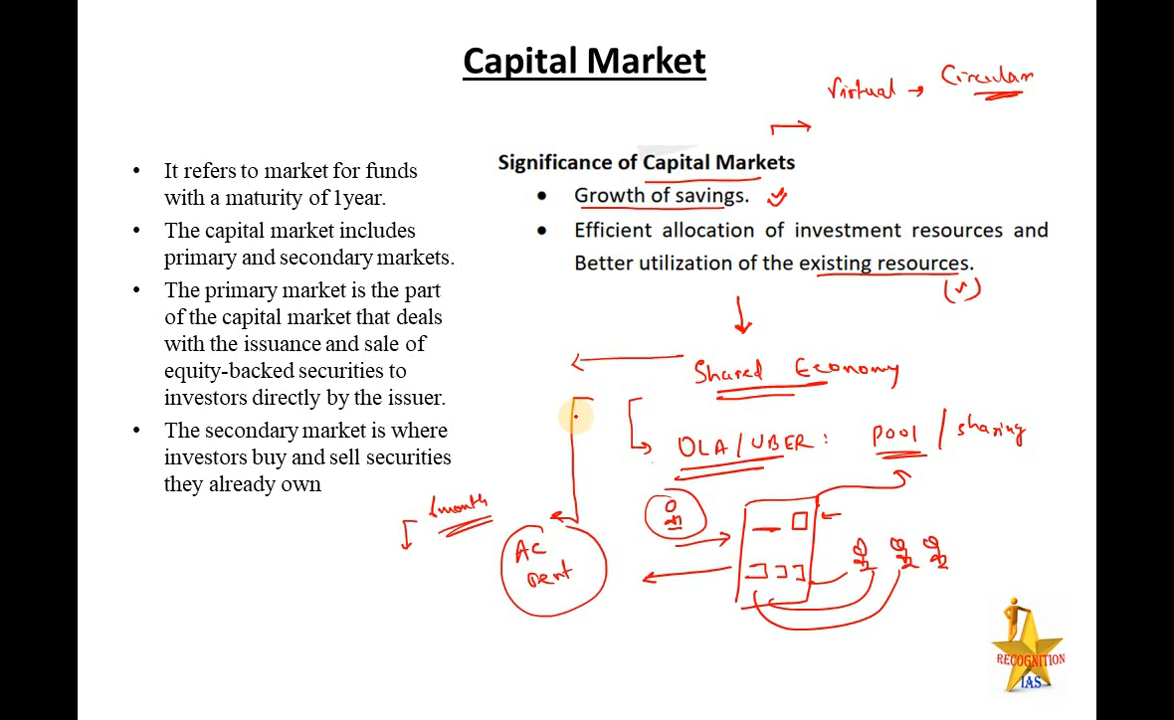 Capital Market
Virtual → Circular
• It refers to market for funds
with a maturity of 1year.
• The capital market includes
primary and secondary markets.
• The primary market is the part
of the capital market that deals
with the issuance and sale of
equity-backed securities to
investors directly by the issuer.
• The secondary market is where
investors buy and sell securities
they already own
Significance of Capital Markets
• Growth of savings.
• Efficient allocation of investment resources and
Better utilization of the existing resources.
Shared Economy
OLA/UBER: Pool / sharing
1month
AC
Rent
RECOGNITION
IAS